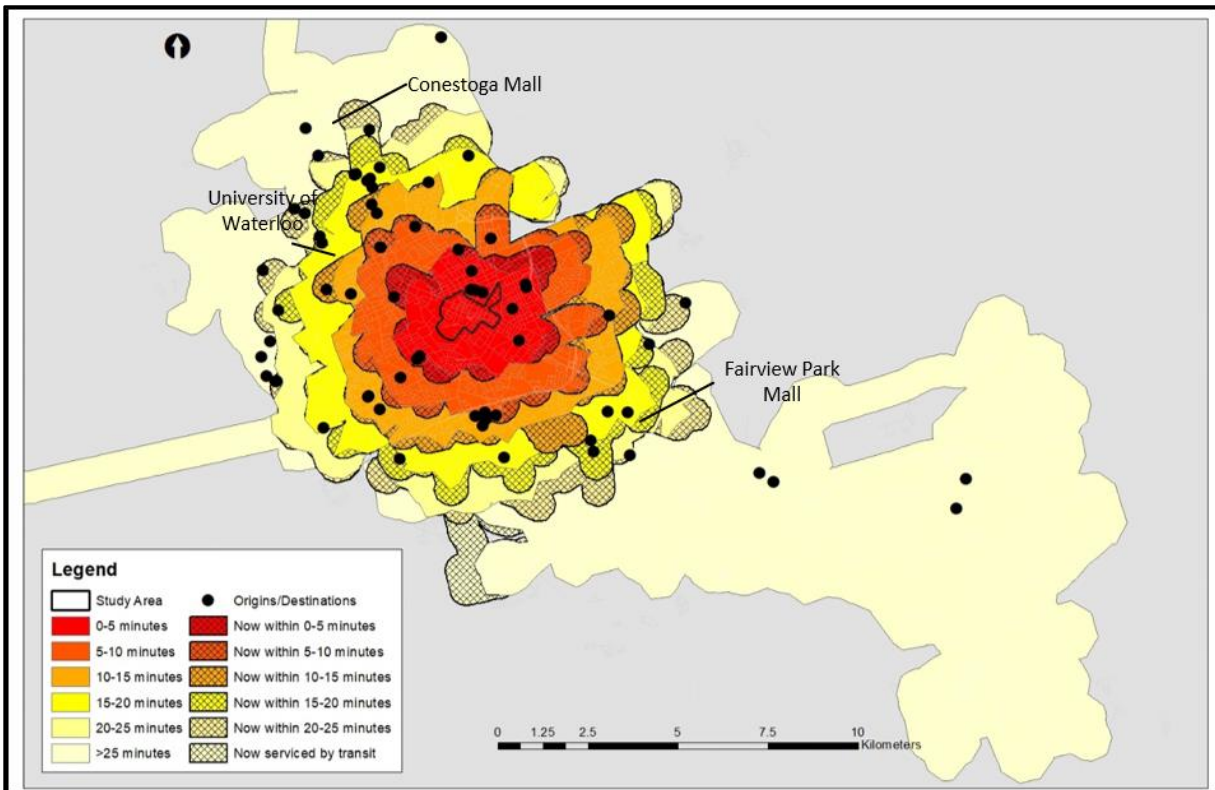 Conestoga Mall
University of
Waterloo
Fairview Park
Mall
Legend
Study Area
Origins/Destinations
0-5 minutes
Now within 0-5 minutes
5-10 minutes
Now within 5-10 minutes
10-15 minutes
Now within 10-15 minutes
15-20 minutes
Now within 15-20 minutes
20-25 minutes
Now within 20-25 minutes
>25 minutes
Now serviced by transit
0 1.25 2.5 5 7.5 10
Kilometers